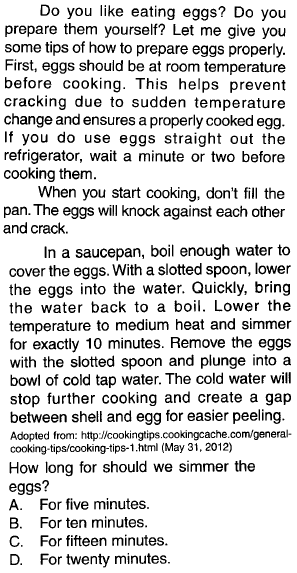 Do you like eating eggs? Do you
prepare them yourself? Let me give you
some tips of how to prepare eggs properly.
First, eggs should be at room temperature
before cooking. This helps prevent
cracking due to sudden temperature
change and ensures a properly cooked egg.
If you do use eggs straight out the
refrigerator, wait a minute or two before
cooking them.
When you start cooking, don't fill the
pan. The eggs will knock against each other
and crack.
In a saucepan, boil enough water to
cover the eggs. With a slotted spoon, lower
the eggs into the water. Quickly, bring
the water back to a boil. Lower the
temperature to medium heat and simmer
for exactly 10 minutes. Remove the eggs
with the slotted spoon and plunge into a
bowl of cold tap water. The cold water will
stop further cooking and create a gap
between shell and egg for easier peeling.
Adopted from: http://cookingtips.cookingcache.com/general-
cooking-tips/cooking-tips-1.html (May 31, 2012)
How long for should we simmer the
eggs?
A. For five minutes.
B. For ten minutes.
C. For fifteen minutes.
D. For twenty minutes.